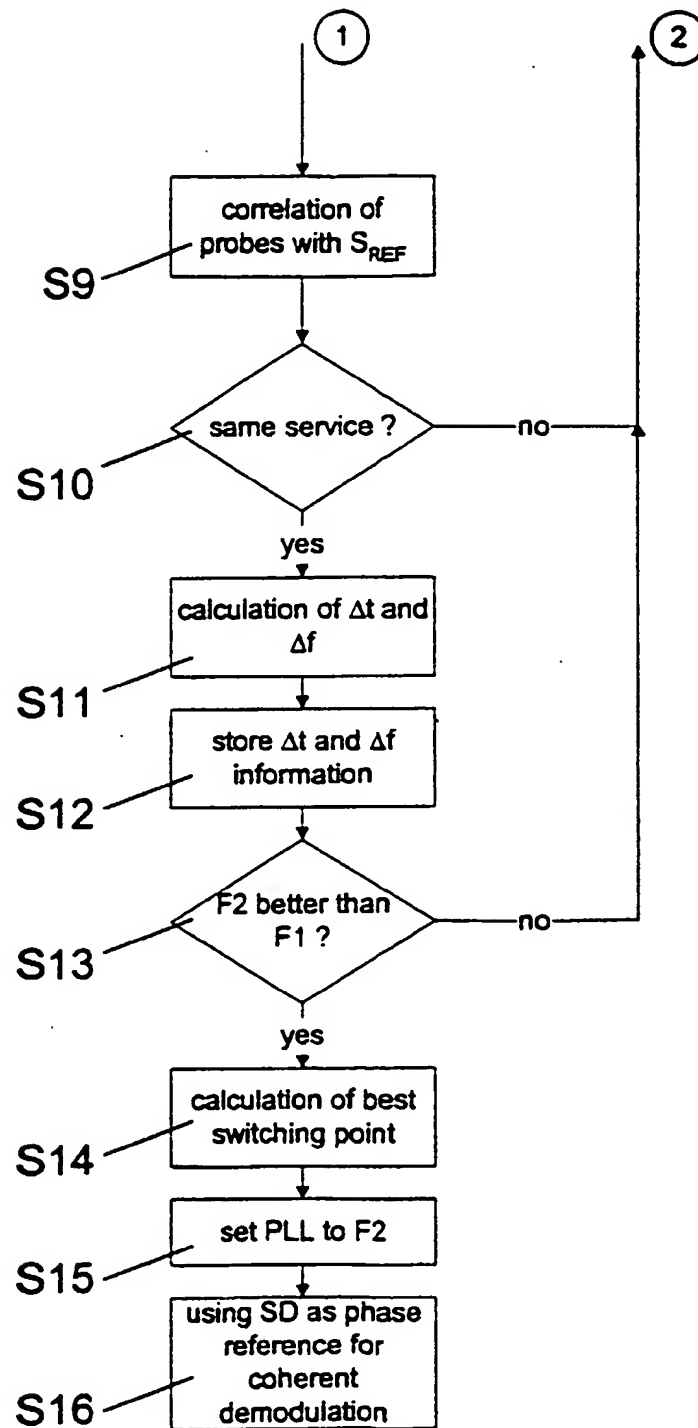 1
2
correlation of
probes with S_REF
S9
same service ?
no
S10
yes
calculation of Δt and
Δf
S11
store Δt and Δf
information
S12
F2 better than
F1 ?
no
S13
yes
calculation of best
switching point
S14
set PLL to F2
S15
using SD as phase
reference for
coherent
demodulation
S16